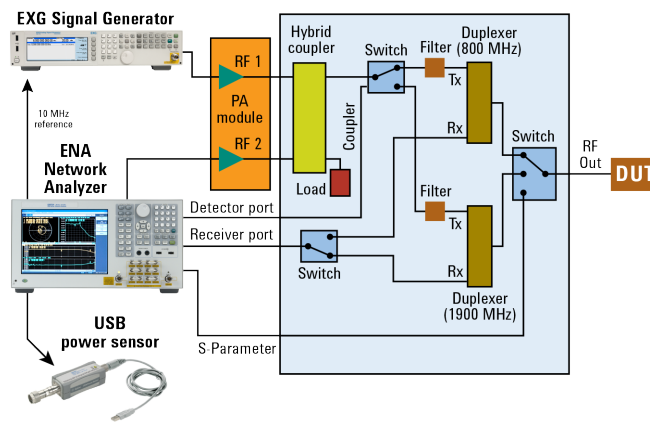 EXG Signal Generator
Hybrid
coupler
Duplexer
(800 MHz)
Switch
Filter
RF 1
Tx
10 MHz
reference
PA
module
Coupler
ENA
Network
Analyzer
RF 2
Rx
Switch
RF
Out
DUT
Load
Filter
Detector port
Tx
Receiver port
Switch
Rx
Duplexer
(1900 MHz)
USB
power sensor
S-Parameter